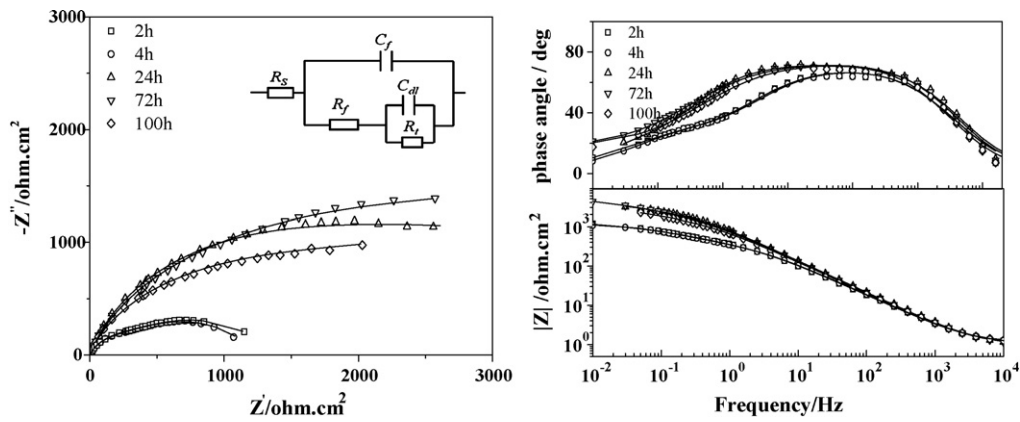 3000
2000
1000
0
-Z''/ohm.cm²
2h
4h
24h
72h
100h
C_f
R_s
C_dl
R_f
R_t
0 1000 2000 3000
Z'/ohm.cm²
80
40
0
phase angle / deg
2h
4h
24h
72h
100h
10³
10²
10¹
10⁰
|Z| /ohm.cm²
10⁻² 10⁻¹ 10⁰ 10¹ 10² 10³ 10⁴
Frequency/Hz